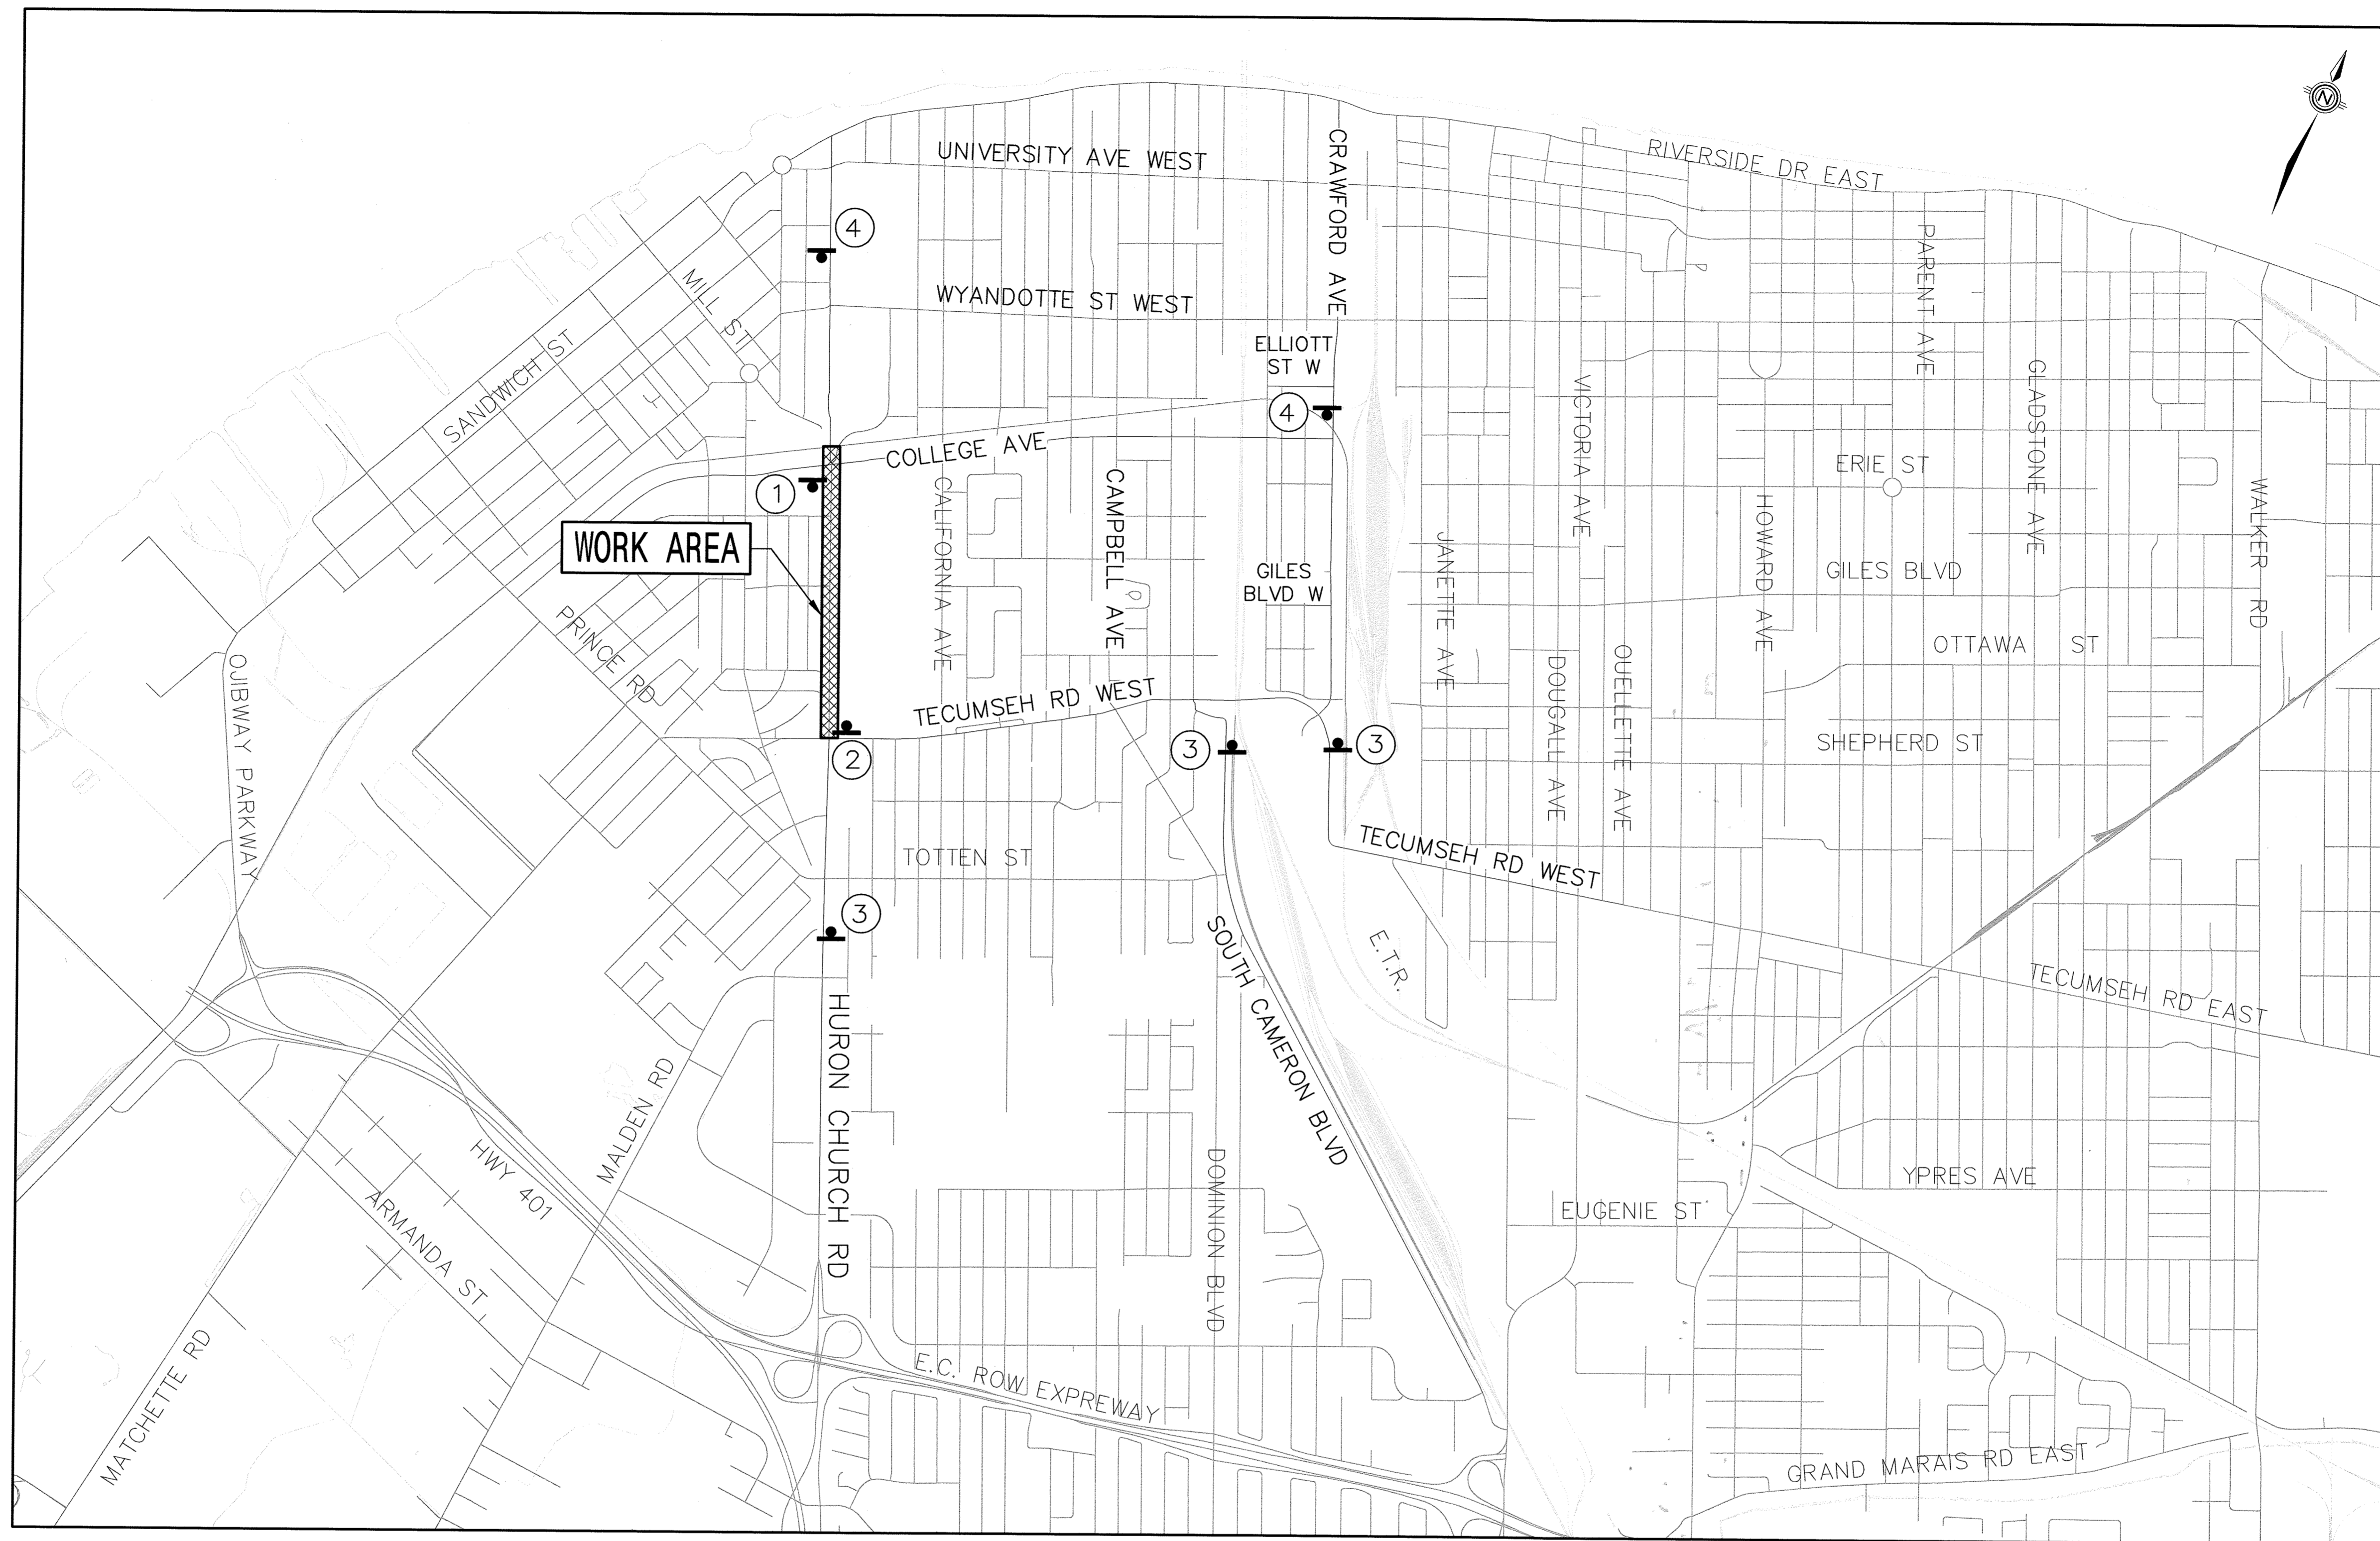 N
UNIVERSITY AVE WEST
CRAWFORD AVE
RIVERSIDE DR EAST
4
PARENT AVE
MILL ST
WYANDOTTE ST WEST
SANDWICH ST
ELLIOTT
ST W
4
VICTORIA AVE
GLADSTONE AVE
COLLEGE AVE
ERIE ST
1
CALIFORNIA AVE
CAMPBELL AVE
HOWARD AVE
WALKER RD
WORK AREA
JANETTE AVE
GILES
BLVD W
GILES BLVD
PRINCE RD
OTTAWA ST
OJIBWAY PARKWAY
DOUGALL AVE
OUELLETTE AVE
TECUMSEH RD WEST
2
3
3
SHEPHERD ST
TOTTEN ST
TECUMSEH RD WEST
3
SOUTH CAMERON BLVD
E.T.R.
TECUMSEH RD EAST
HURON CHURCH RD
MALDEN RD
HWY 401
DOMINION BLVD
YPRES AVE
ARMANDA ST
EUGENIE ST
MATCHETTE RD
E.C. ROW EXPREWAY
GRAND MARAIS RD EAST